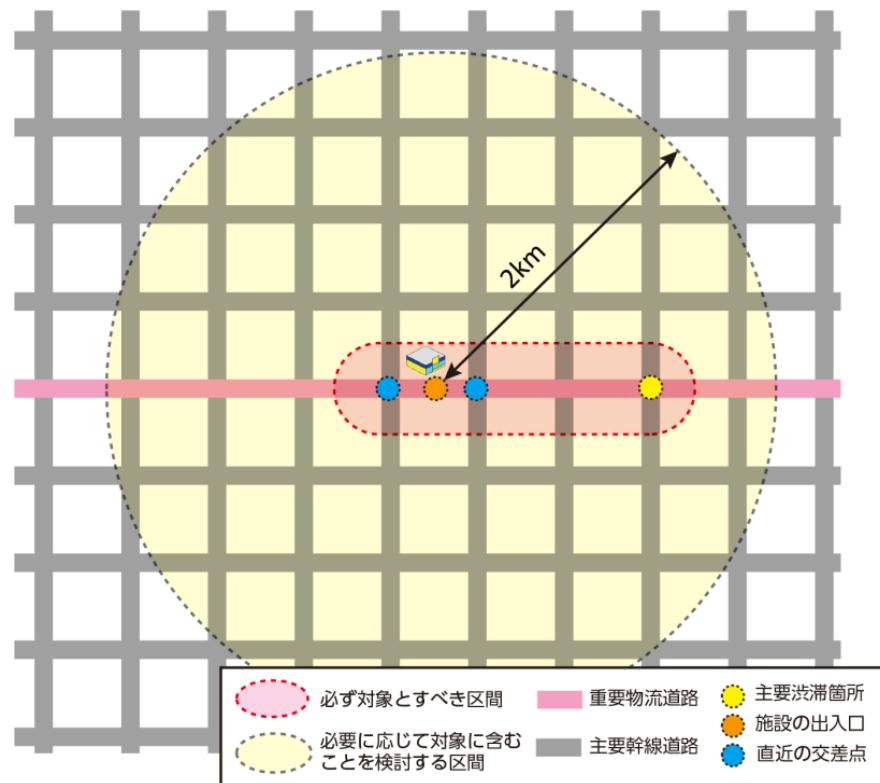 2km
必ず対象とすべき区間
必要に応じて対象に含む
ことを検討する区間
重要物流道路
主要幹線道路
主要渋滞箇所
施設の出入口
直近の交差点